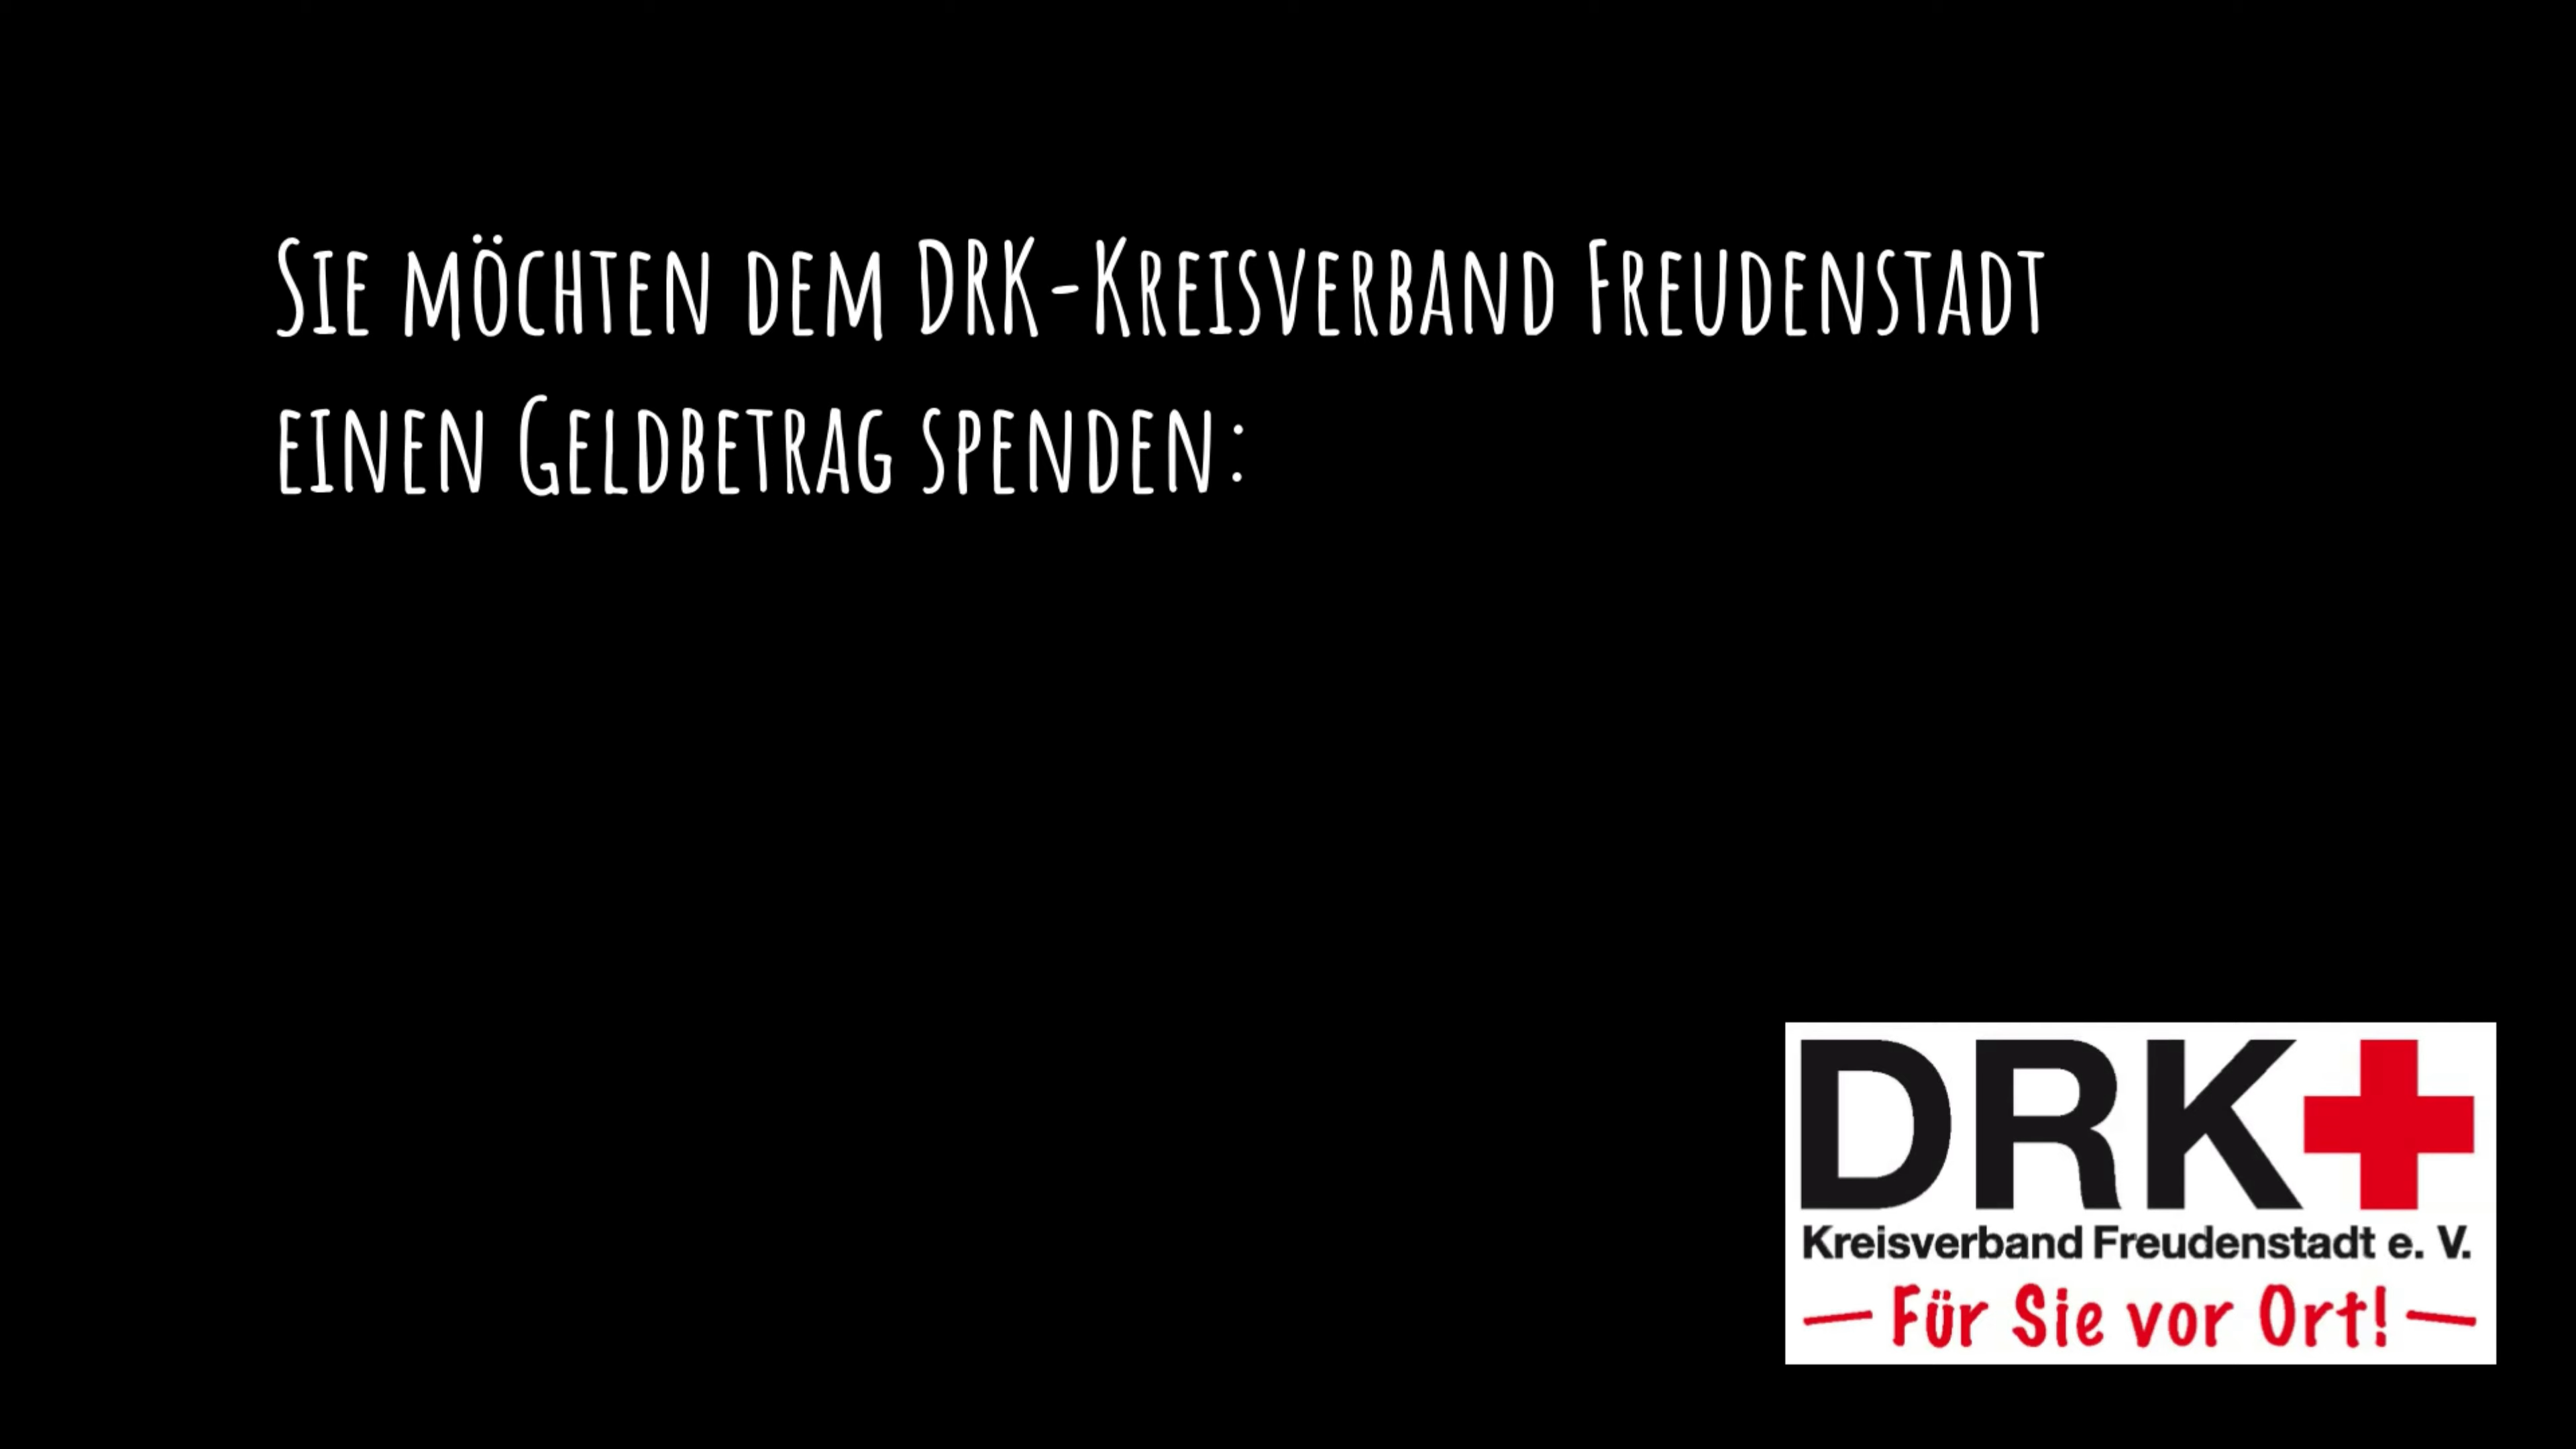 Sie möchten dem DRK-Kreisverband Freudenstadt
einen Geldbetrag spenden:
DRK
Kreisverband Freudenstadt e. V.
Für Sie vor Ort!